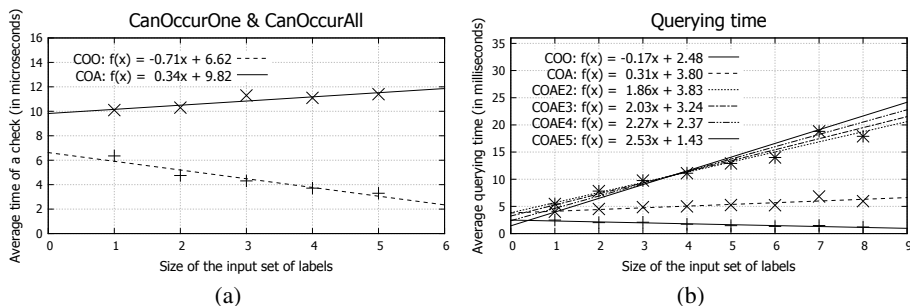 CanOccurOne & CanOccurAll
Average time of a check (in microseconds)
16
14
12
10
8
6
4
2
0
COO: f(x) = -0.71x + 6.62
COA: f(x) = 0.34x + 9.82
0 1 2 3 4 5 6
Size of the input set of labels
(a)
Querying time
Average querying time (in milliseconds)
35
30
25
20
15
10
5
0
COO: f(x) = -0.17x + 2.48
COA: f(x) = 0.31x + 3.80
COAE2: f(x) = 1.86x + 3.83
COAE3: f(x) = 2.03x + 3.24
COAE4: f(x) = 2.27x + 2.37
COAE5: f(x) = 2.53x + 1.43
0 1 2 3 4 5 6 7 8 9
Size of the input set of labels
(b)